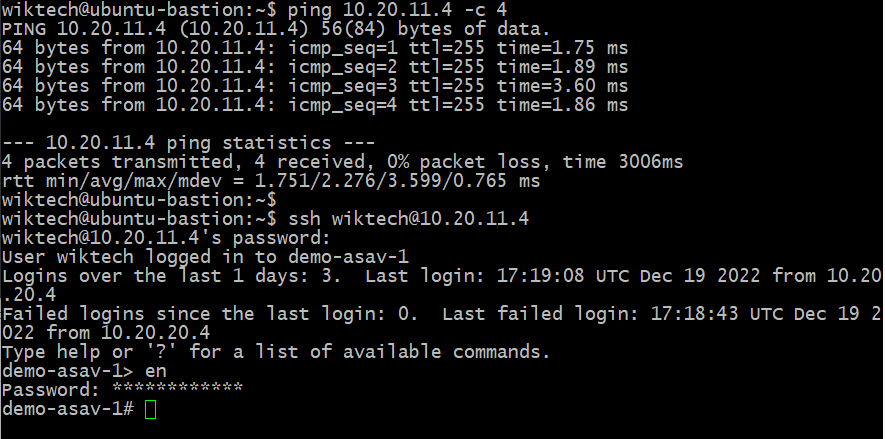 wiktech@ubuntu-bastion:~$ ping 10.20.11.4 -c 4
PING 10.20.11.4 (10.20.11.4) 56(84) bytes of data.
64 bytes from 10.20.11.4: icmp_seq=1 ttl=255 time=1.75 ms
64 bytes from 10.20.11.4: icmp_seq=2 ttl=255 time=1.89 ms
64 bytes from 10.20.11.4: icmp_seq=3 ttl=255 time=3.60 ms
64 bytes from 10.20.11.4: icmp_seq=4 ttl=255 time=1.86 ms
--- 10.20.11.4 ping statistics ---
4 packets transmitted, 4 received, 0% packet loss, time 3006ms
rtt min/avg/max/mdev = 1.751/2.276/3.599/0.765 ms
wiktech@ubuntu-bastion:~$
wiktech@ubuntu-bastion:~$ ssh wiktech@10.20.11.4
wiktech@10.20.11.4's password:
User wiktech logged in to demo-asav-1
Logins over the last 1 days: 3.  Last login: 17:19:08 UTC Dec 19 2022 from 10.20
.20.4
Failed logins since the last login: 0.  Last failed login: 17:18:43 UTC Dec 19 2
022 from 10.20.20.4
Type help or '?' for a list of available commands.
demo-asav-1> en
Password: ************
demo-asav-1#